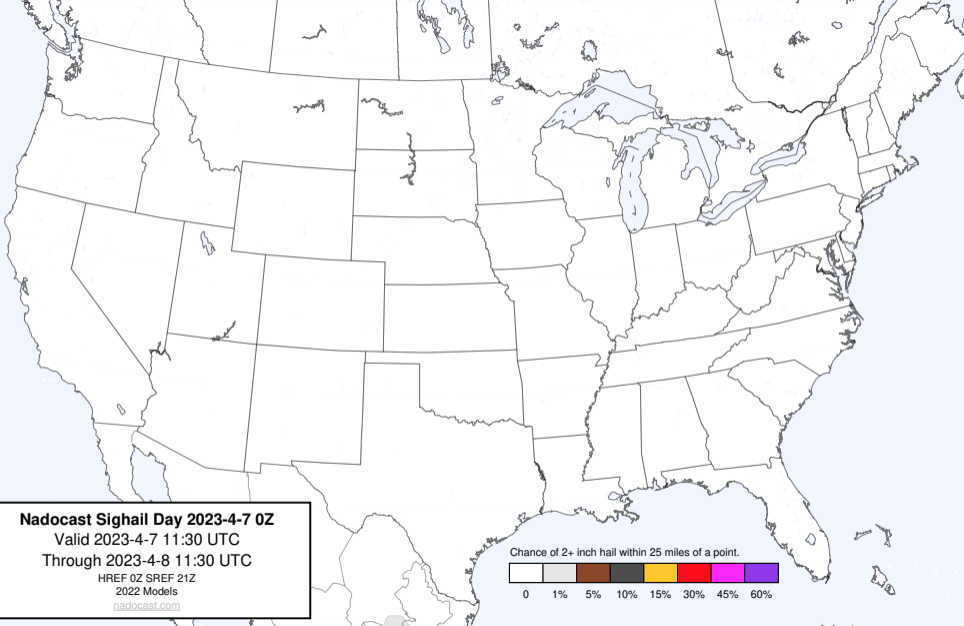 Nadocast Sighail Day 2023-4-7 0Z
Valid 2023-4-7 11:30 UTC
Through 2023-4-8 11:30 UTC
HREF 0Z SREF 21Z
2022 Models
nadocast.com
Chance of 2+ inch hail within 25 miles of a point.
0 1% 5% 10% 15% 30% 45% 60%